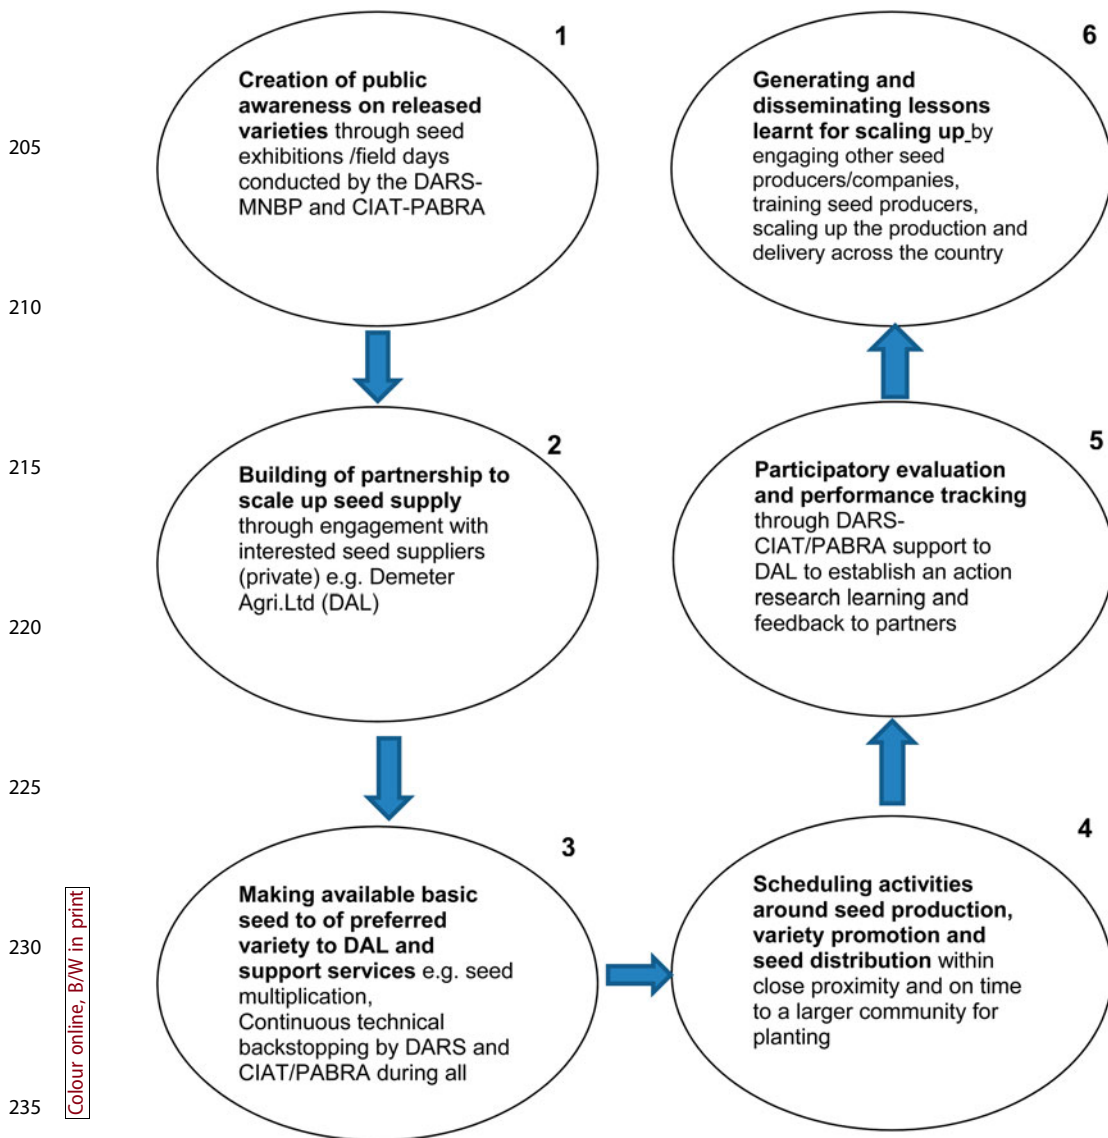 1
Creation of public
awareness on released
varieties through seed
exhibitions /field days
conducted by the DARS-
MNBP and CIAT-PABRA
2
Building of partnership to
scale up seed supply
through engagement with
interested seed suppliers
(private) e.g. Demeter
Agri.Ltd (DAL)
3
Making available basic
seed to of preferred
variety to DAL and
support services e.g. seed
multiplication,
Continuous technical
backstopping by DARS and
CIAT/PABRA during all
4
Scheduling activities
around seed production,
variety promotion and
seed distribution within
close proximity and on time
to a larger community for
planting
5
Participatory evaluation
and performance tracking
through DARS-
CIAT/PABRA support to
DAL to establish an action
research learning and
feedback to partners
6
Generating and
disseminating lessons
learnt for scaling up by
engaging other seed
producers/companies,
training seed producers,
scaling up the production and
delivery across the country
205
210
215
220
225
230
235
Colour online, B/W in print